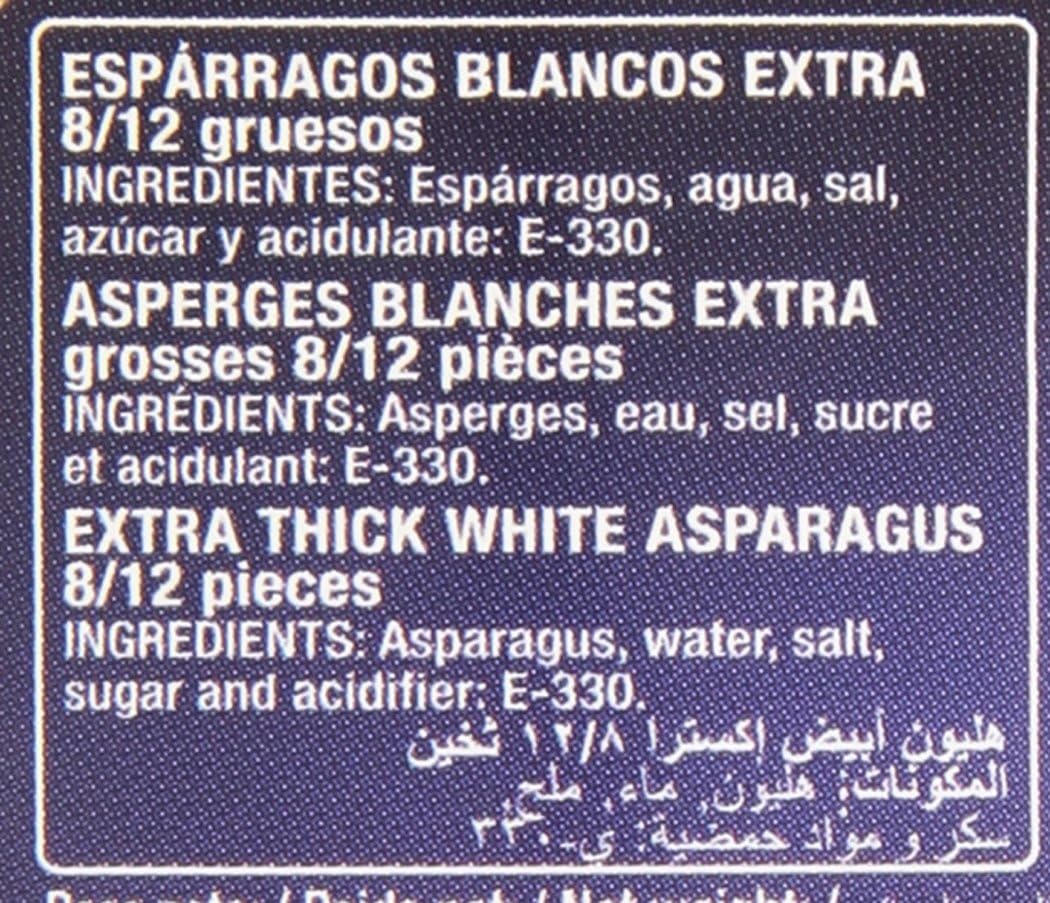 ESPÁRRAGOS BLANCOS EXTRA
8/12 gruesos
INGREDIENTES: Espárragos, agua, sal,
azúcar y acidulante: E-330.
ASPERGES BLANCHES EXTRA
grosses 8/12 pièces
INGRÉDIENTS: Asperges, eau, sel, sucre
et acidulant: E-330.
EXTRA THICK WHITE ASPARAGUS
8/12 pieces
INGREDIENTS: Asparagus, water, salt,
sugar and acidifier: E-330.
هليون أبيض إكسترا ١٢/٨ ثخين
المكونات: هليون, ماء, ملح,
سكر و مواد حمضية: ي-٣٣٠